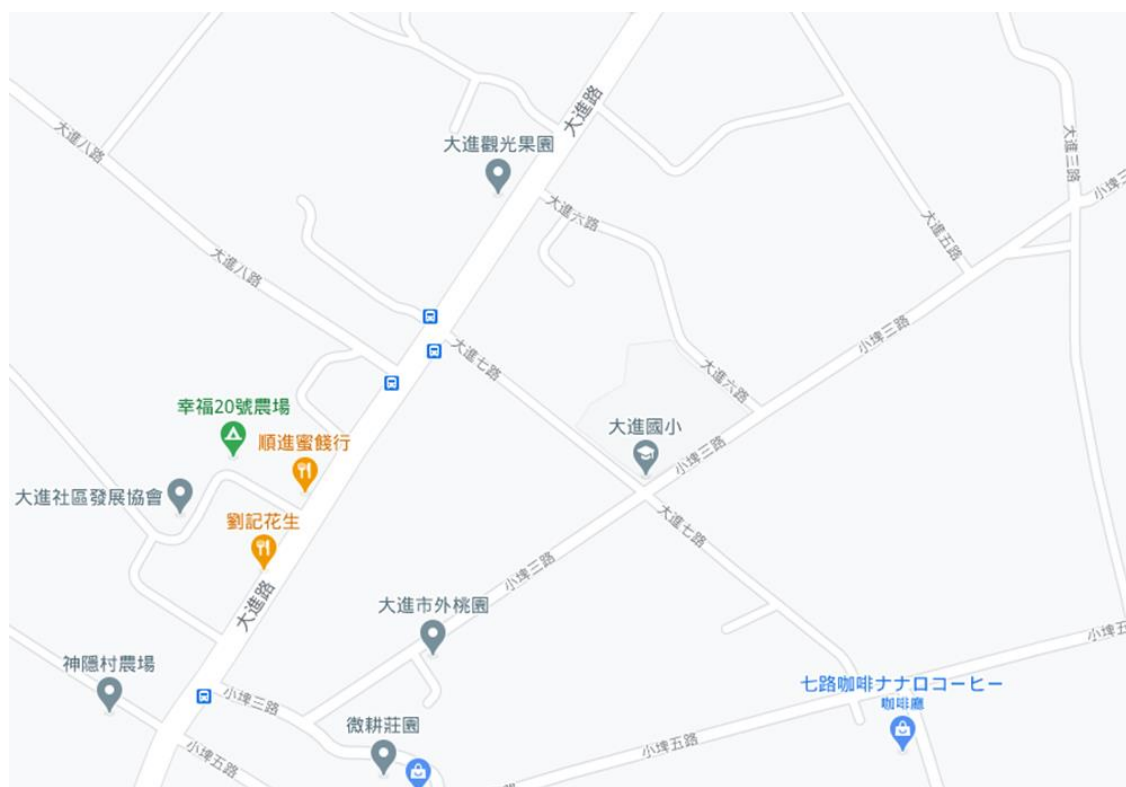 大進路
大進八路
大進三路
大進觀光果園
小埤三路
大進六路
大進五路
大進八路
小埤三路
大進七路
大進六路
幸福20號農場
大進國小
順進蜜餞行
小埤三路
大進社區發展協會
大進七路
劉記花生
小埤三路
大進路
大進市外桃園
小埤五路
神隱村農場
七路咖啡ナナロコーヒー
咖啡廳
小埤三路
微耕莊園
小埤五路
小埤五路